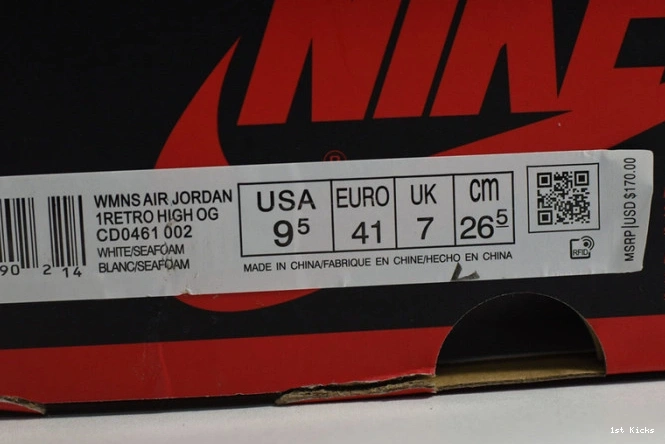 NIKE
®
WMNS AIR JORDAN
1RETRO HIGH OG
CD0461 002
WHITE/SEAFOAM
BLANC/SEAFOAM
90 214
USA EURO UK cm
9⁵ 41 7 26⁵
MADE IN CHINA/FABRIQUE EN CHINE/HECHO EN CHINA
RFID
MSRP|USD $170.00
1st Kicks